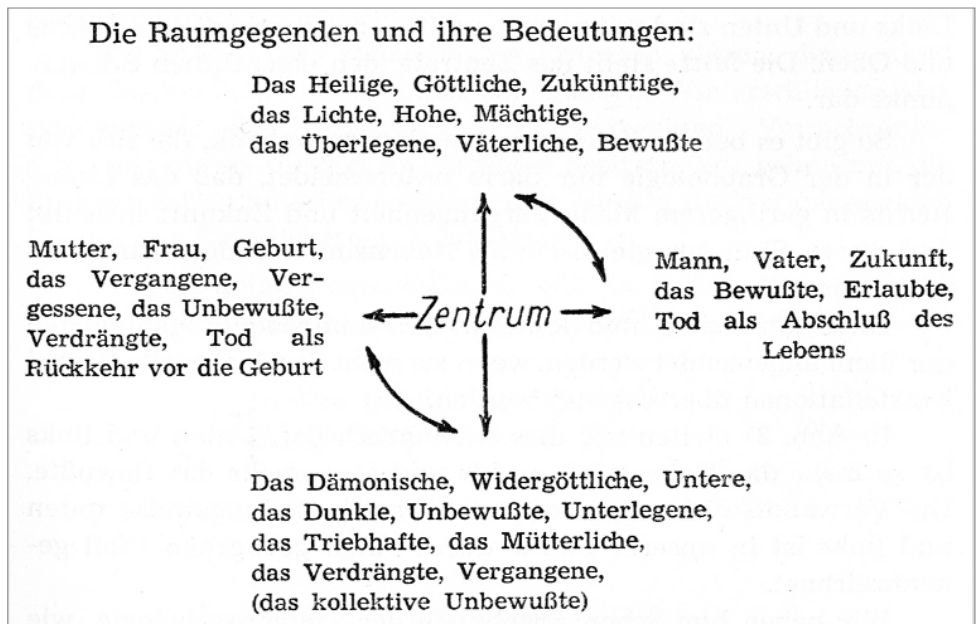 Die Raumgegenden und ihre Bedeutungen:
Das Heilige, Göttliche, Zukünftige,
das Lichte, Hohe, Mächtige,
das Überlegene, Väterliche, Bewußte
Mutter, Frau, Geburt,
das Vergangene, Ver-
gessene, das Unbewußte,
Verdrängte, Tod als
Rückkehr vor die Geburt
Zentrum
Mann, Vater, Zukunft,
das Bewußte, Erlaubte,
Tod als Abschluß des
Lebens
Das Dämonische, Widergöttliche, Untere,
das Dunkle, Unbewußte, Unterlegene,
das Triebhafte, das Mütterliche,
das Verdrängte, Vergangene,
(das kollektive Unbewußte)